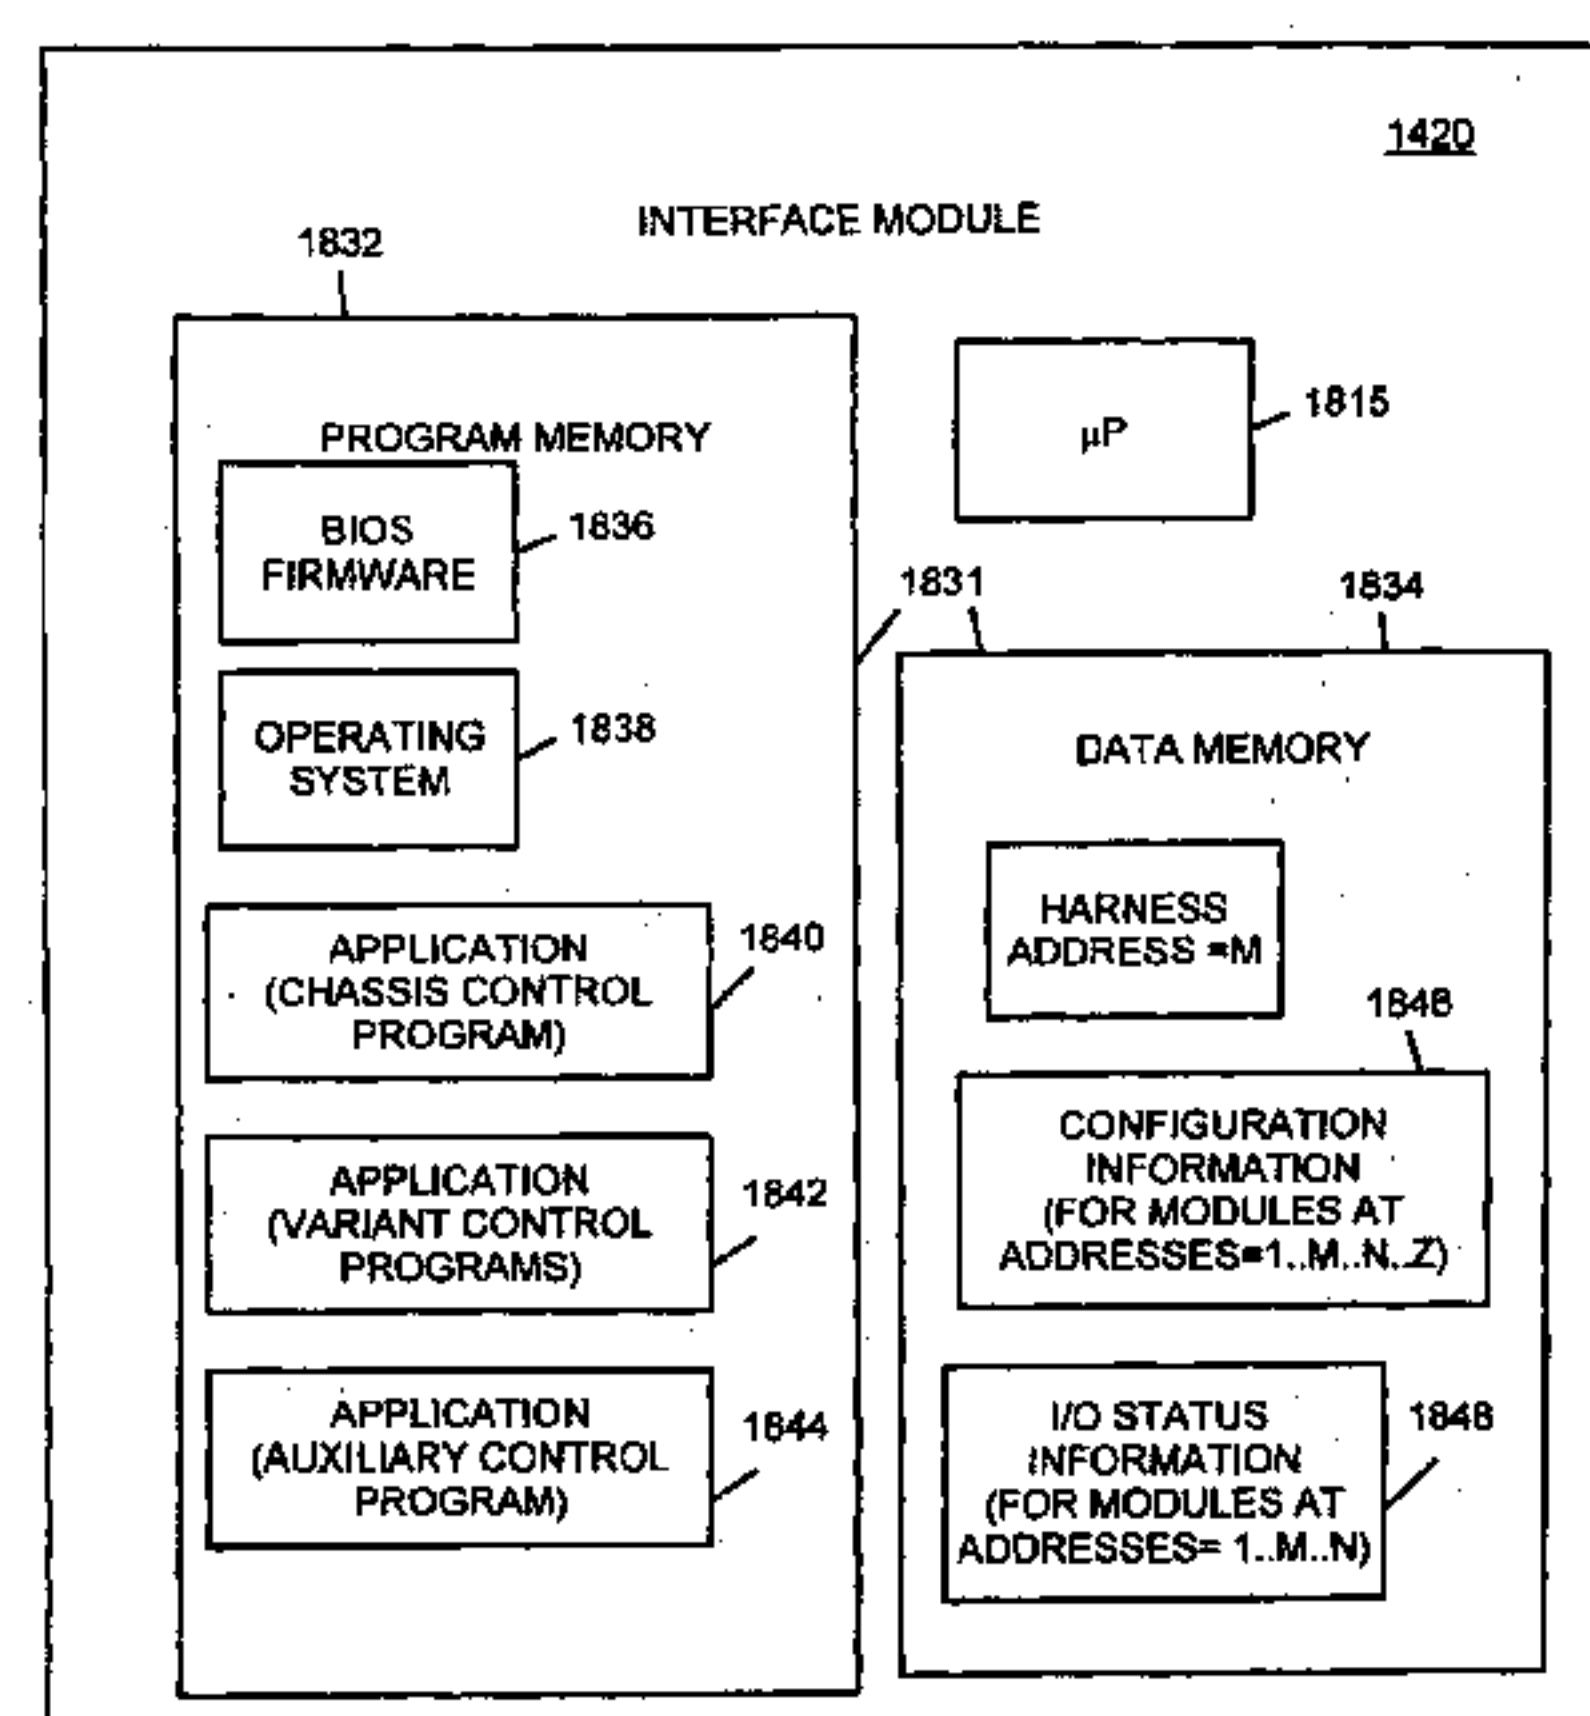 1420
INTERFACE MODULE
1832
PROGRAM MEMORY
BIOS
FIRMWARE
1836
OPERATING
SYSTEM
1838
APPLICATION
(CHASSIS CONTROL
PROGRAM)
1840
APPLICATION
(VARIANT CONTROL
PROGRAMS)
1842
APPLICATION
(AUXILIARY CONTROL
PROGRAM)
1844
µP
1815
1831
1834
DATA MEMORY
HARNESS
ADDRESS =M
1846
CONFIGURATION
INFORMATION
(FOR MODULES AT
ADDRESSES=1..M..N..Z)
I/O STATUS
INFORMATION
(FOR MODULES AT
ADDRESSES= 1..M..N)
1848